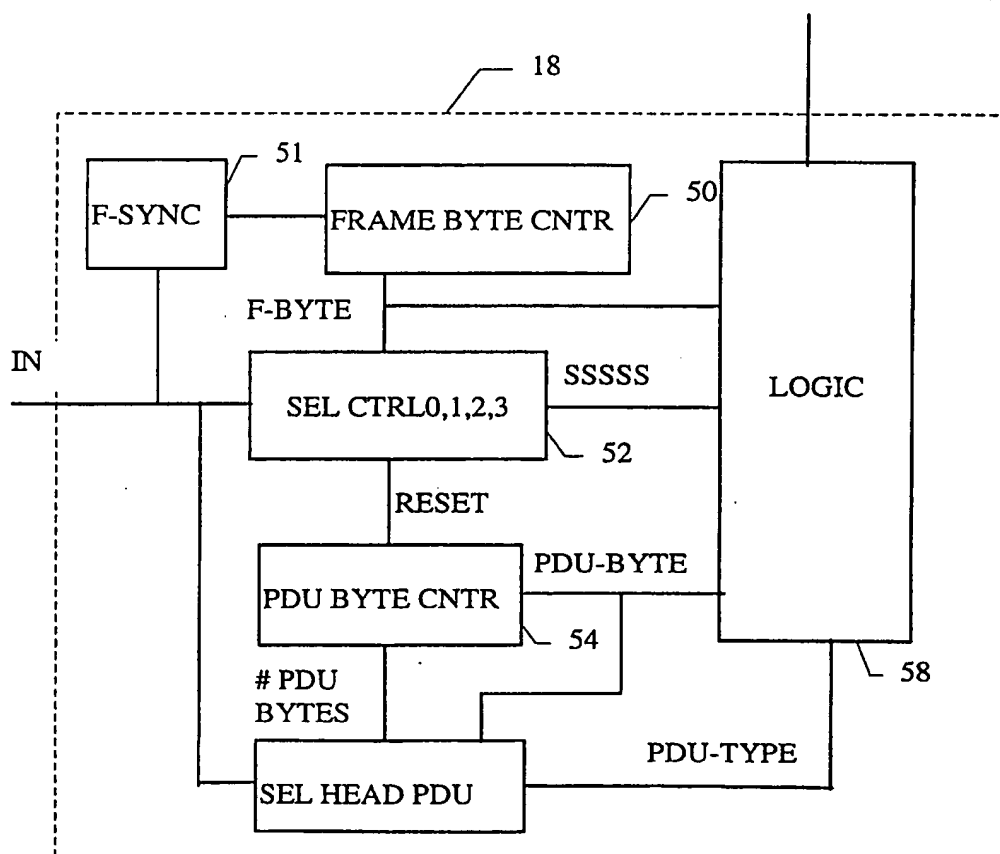 18
51
F-SYNC
FRAME BYTE CNTR
50
F-BYTE
IN
SSSSS
SEL CTRL0,1,2,3
LOGIC
52
RESET
PDU-BYTE
PDU BYTE CNTR
54
# PDU
BYTES
58
PDU-TYPE
SEL HEAD PDU